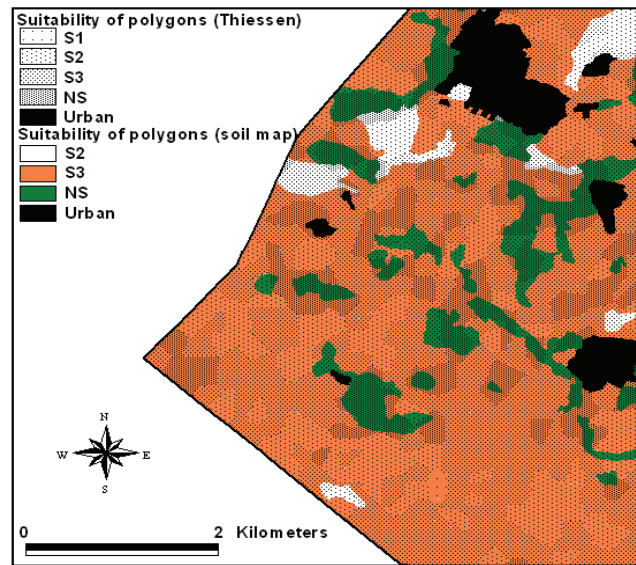 Suitability of polygons (Thiessen)
S1
S2
S3
NS
Urban
Suitability of polygons (soil map)
S2
S3
NS
Urban
N
W E
S
0 2 Kilometers